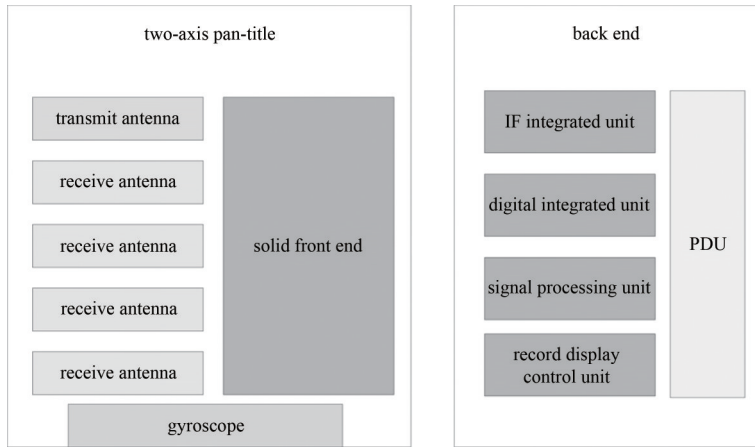 two-axis pan-title
transmit antenna
receive antenna
receive antenna
receive antenna
receive antenna
solid front end
gyroscope
back end
IF integrated unit
digital integrated unit
signal processing unit
record display
control unit
PDU